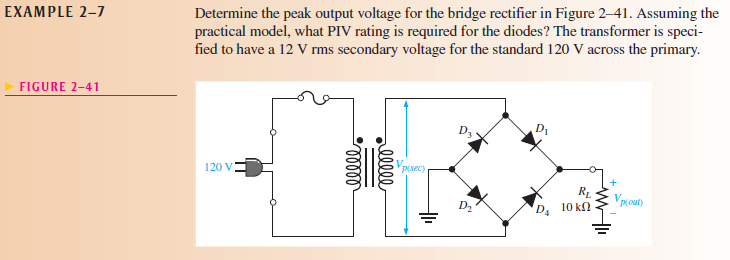 EXAMPLE 2–7
Determine the peak output voltage for the bridge rectifier in Figure 2–41. Assuming the
practical model, what PIV rating is required for the diodes? The transformer is speci-
fied to have a 12 V rms secondary voltage for the standard 120 V across the primary.
FIGURE 2–41
D3
D1
120 V
Vp(sec)
+
RL
Vp(out)
D2
D4
10 kΩ
–